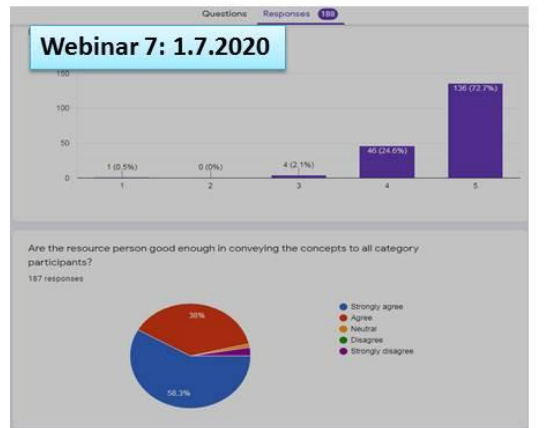 Questions Responses 188
Webinar 7: 1.7.2020
150
100
50
0
1 (0.5%)
0 (0%)
4 (2.1%)
46 (24.6%)
136 (72.7%)
1 2 3 4 5
Are the resource person good enough in conveying the concepts to all category
participants?
187 responses
38%
58.3%
Strongly agree
Agree
Neutral
Disagree
Strongly disagree